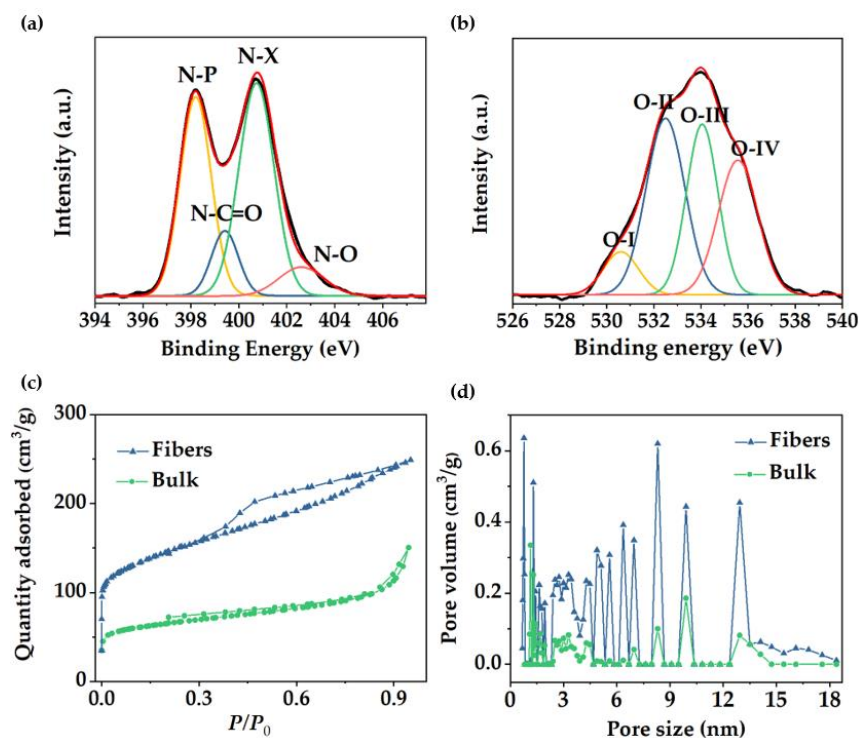 (a)
N-P
N-X
N-C=O
N-O
Intensity (a.u.)
394 396 398 400 402 404 406
Binding Energy (eV)
(b)
O-II
O-III
O-IV
O-I
Intensity (a.u.)
526 528 530 532 534 536 538 540
Binding energy (eV)
(c)
300
200
100
0
Fibers
Bulk
Quantity adsorbed (cm³/g)
0.0 0.3 0.6 0.9
P/P₀
(d)
0.6
0.4
0.2
0.0
Fibers
Bulk
Pore volume (cm³/g)
0 3 6 9 12 15 18
Pore size (nm)